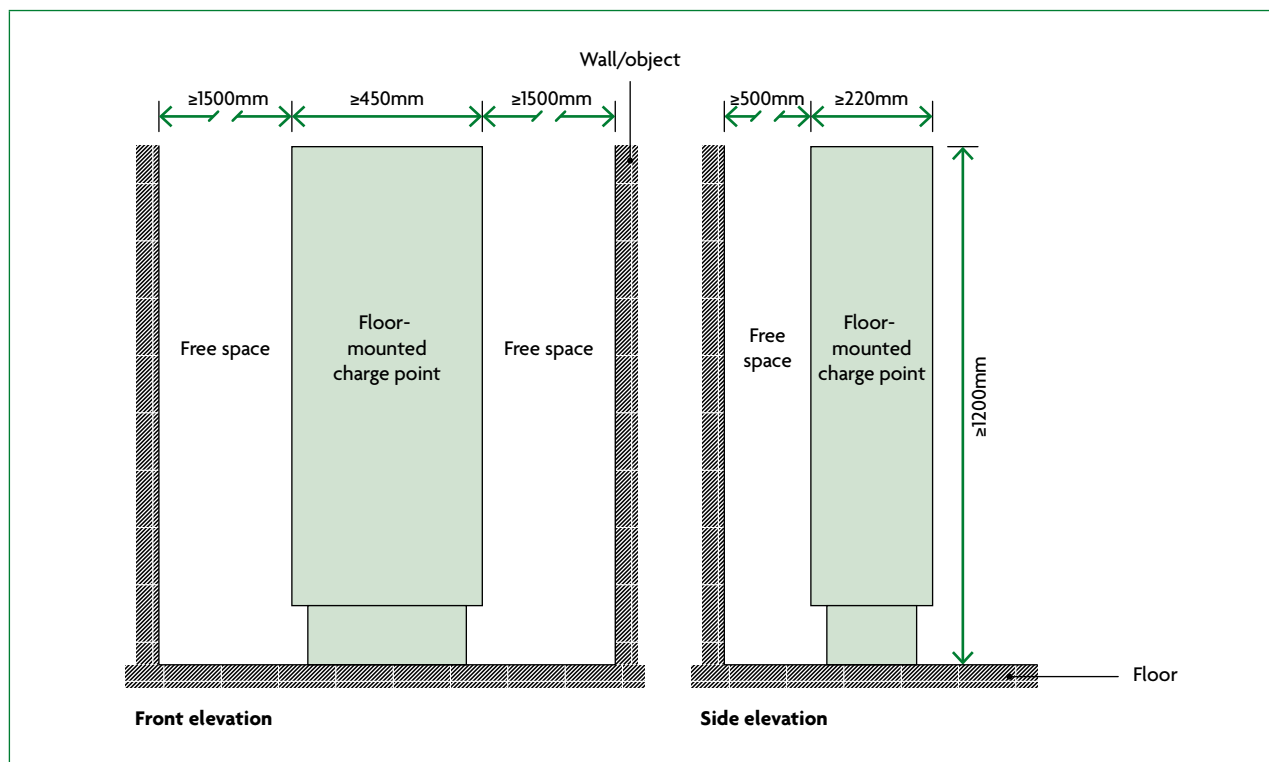 Wall/object
≥1500mm
≥450mm
≥1500mm
≥500mm
≥220mm
Free space
Floor-
mounted
charge point
Free space
Free
space
Floor-
mounted
charge point
≥1200mm
Floor
Front elevation
Side elevation